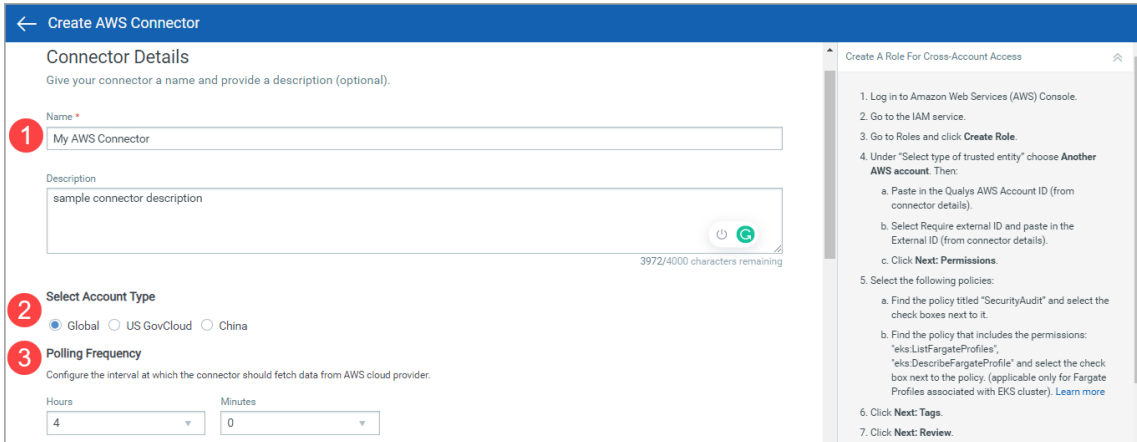 Create AWS Connector
Connector Details
Give your connector a name and provide a description (optional).
1
Name *
My AWS Connector
Description
sample connector description
3972/4000 characters remaining
2
Select Account Type
Global
US GovCloud
China
3
Polling Frequency
Configure the interval at which the connector should fetch data from AWS cloud provider.
Hours
Minutes
4
0
Create A Role For Cross-Account Access
1. Log in to Amazon Web Services (AWS) Console.
2. Go to the IAM service.
3. Go to Roles and click Create Role.
4. Under “Select type of trusted entity” choose Another
AWS account. Then:
a. Paste in the Qualys AWS Account ID (from
connector details).
b. Select Require external ID and paste in the
External ID (from connector details).
c. Click Next: Permissions.
5. Select the following policies:
a. Find the policy titled “SecurityAudit” and select the
check boxes next to it.
b. Find the policy that includes the permissions:
"eks:ListFargateProfiles",
"eks:DescribeFargateProfile" and select the check
box next to the policy. (applicable only for Fargate
Profiles associated with EKS cluster). Learn more
6. Click Next: Tags.
7. Click Next: Review.